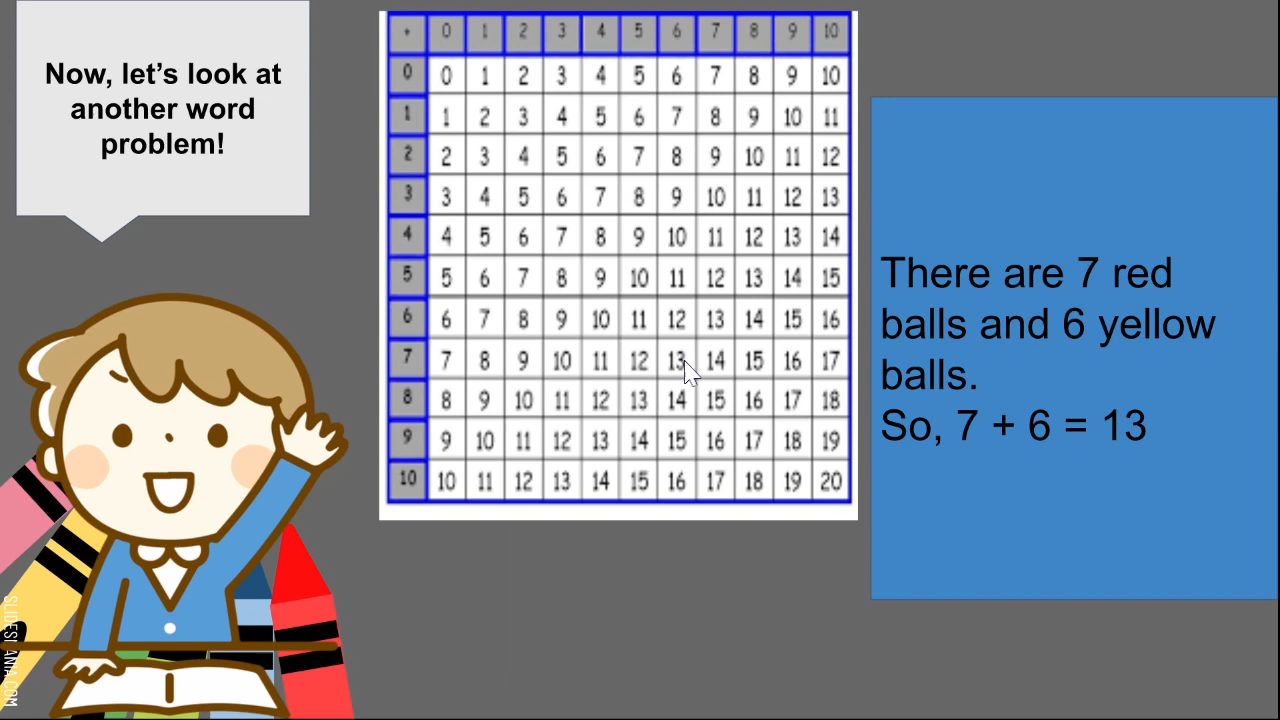 Now, let's look at
another word
problem!
+ 0 1 2 3 4 5 6 7 8 9 10
0 0 1 2 3 4 5 6 7 8 9 10
1 1 2 3 4 5 6 7 8 9 10 11
2 2 3 4 5 6 7 8 9 10 11 12
3 3 4 5 6 7 8 9 10 11 12 13
4 4 5 6 7 8 9 10 11 12 13 14
5 5 6 7 8 9 10 11 12 13 14 15
6 6 7 8 9 10 11 12 13 14 15 16
7 7 8 9 10 11 12 13 14 15 16 17
8 8 9 10 11 12 13 14 15 16 17 18
9 9 10 11 12 13 14 15 16 17 18 19
10 10 11 12 13 14 15 16 17 18 19 20
There are 7 red
balls and 6 yellow
balls.
So, 7 + 6 = 13